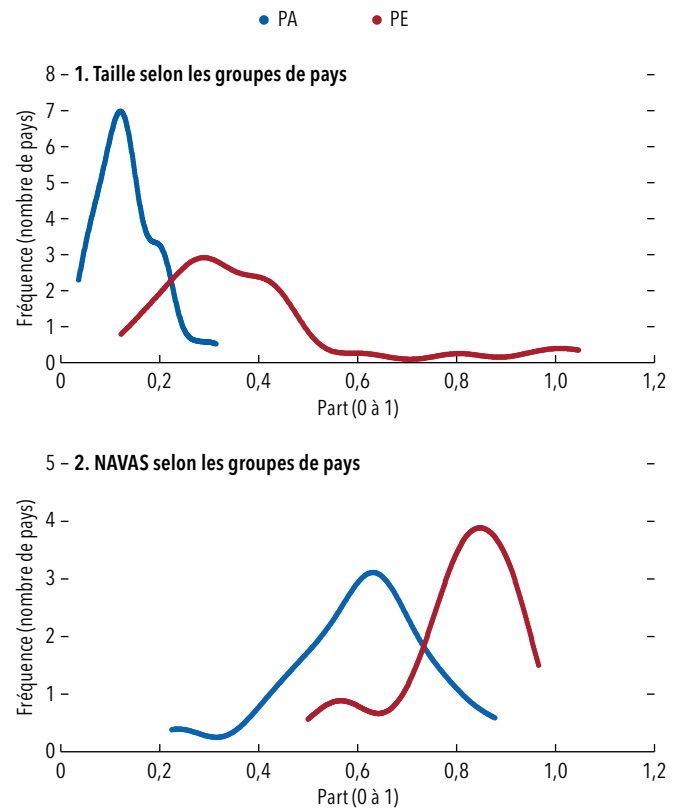 PA PE
1. Taille selon les groupes de pays
Fréquence (nombre de pays)
8
7
6
5
4
3
2
1
0
0 0,2 0,4 0,6 0,8 1,0 1,2
Part (0 à 1)
2. NAVAS selon les groupes de pays
Fréquence (nombre de pays)
5
4
3
2
1
0
0 0,2 0,4 0,6 0,8 1,0 1,2
Part (0 à 1)